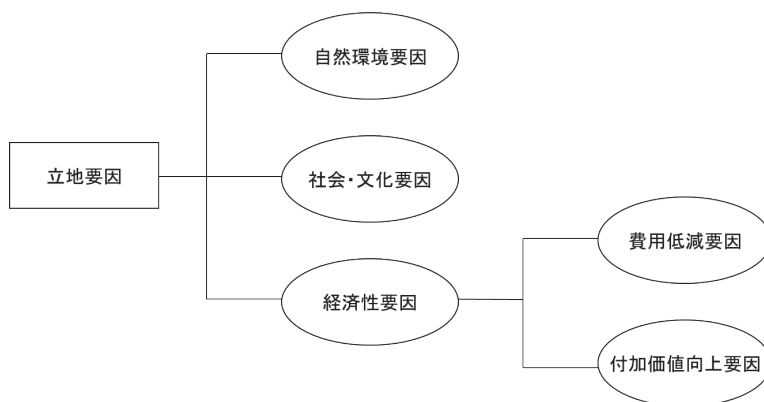 自然環境要因
立地要因
社会・文化要因
経済性要因
費用低減要因
付加価値向上要因